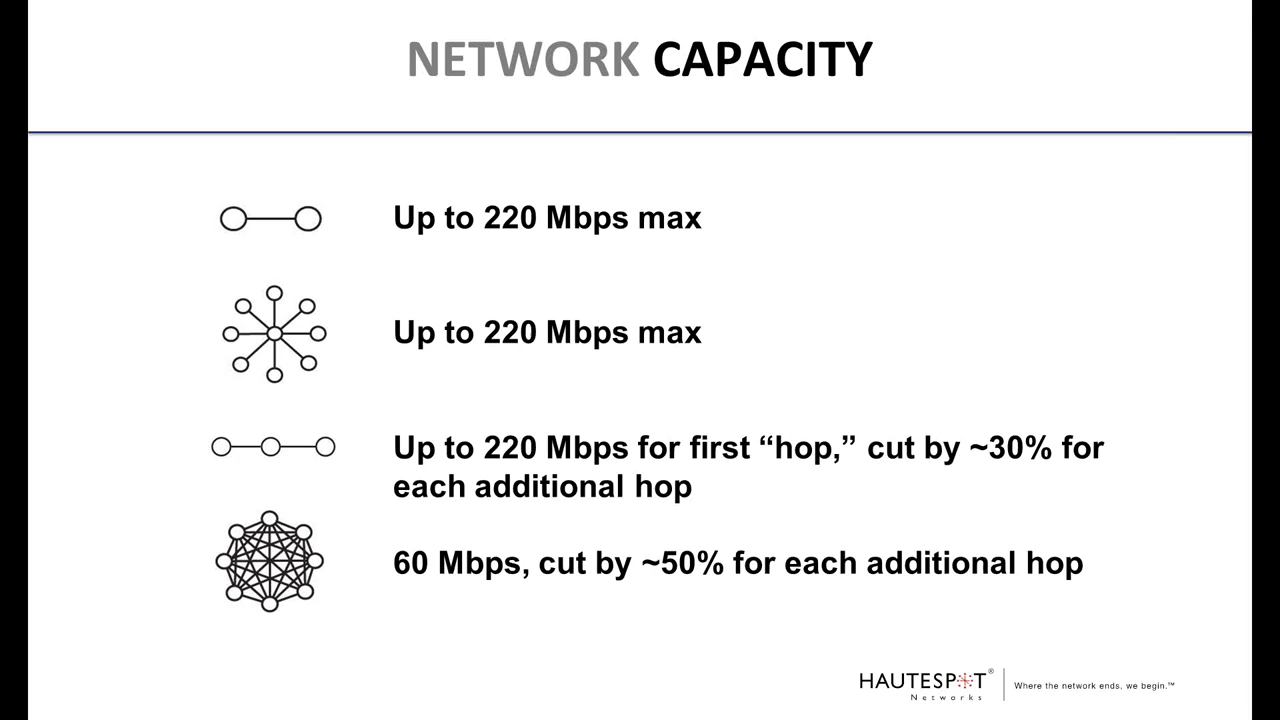 NETWORK CAPACITY
Up to 220 Mbps max
Up to 220 Mbps max
Up to 220 Mbps for first “hop,” cut by ~30% for
each additional hop
60 Mbps, cut by ~50% for each additional hop
HAUTESPOT®
Networks
Where the network ends, we begin.™